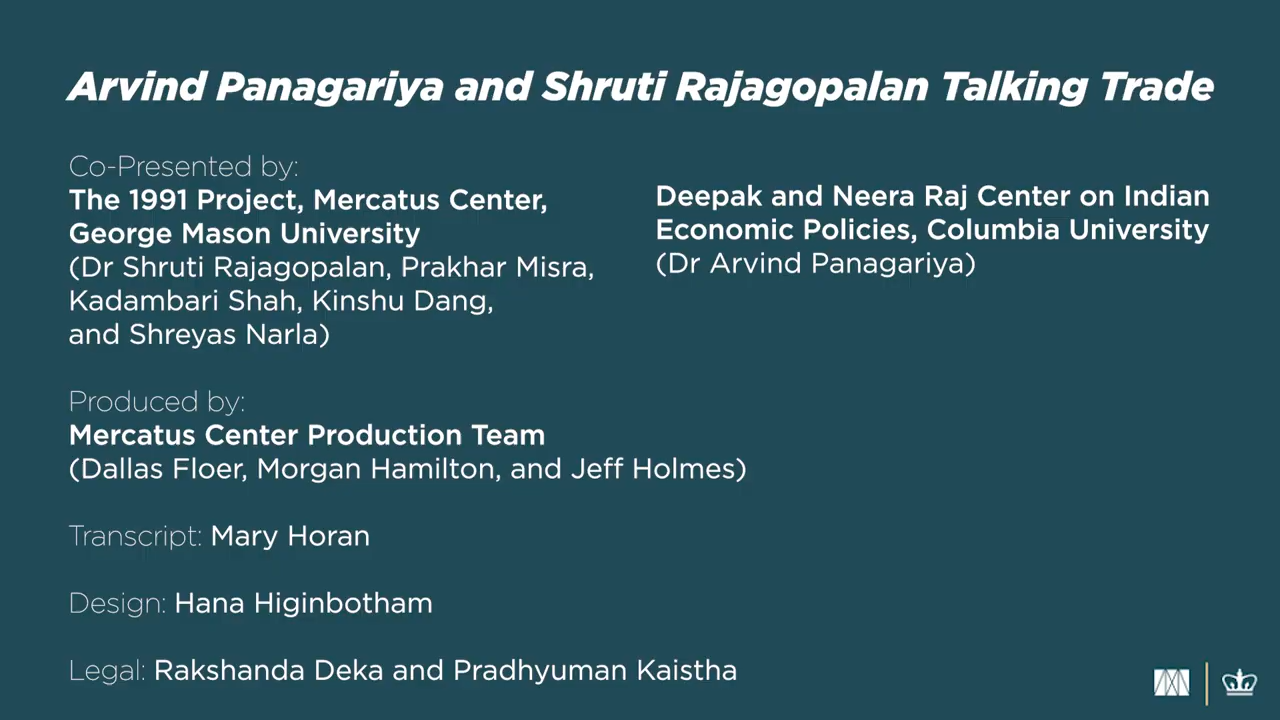 Arvind Panagariya and Shruti Rajagopalan Talking Trade
Co-Presented by:
The 1991 Project, Mercatus Center,
George Mason University
(Dr Shruti Rajagopalan, Prakhar Misra,
Kadambari Shah, Kinshu Dang,
and Shreyas Narla)
Deepak and Neera Raj Center on Indian
Economic Policies, Columbia University
(Dr Arvind Panagariya)
Produced by:
Mercatus Center Production Team
(Dallas Floer, Morgan Hamilton, and Jeff Holmes)
Transcript: Mary Horan
Design: Hana Higinbotham
Legal: Rakshanda Deka and Pradhyuman Kaistha